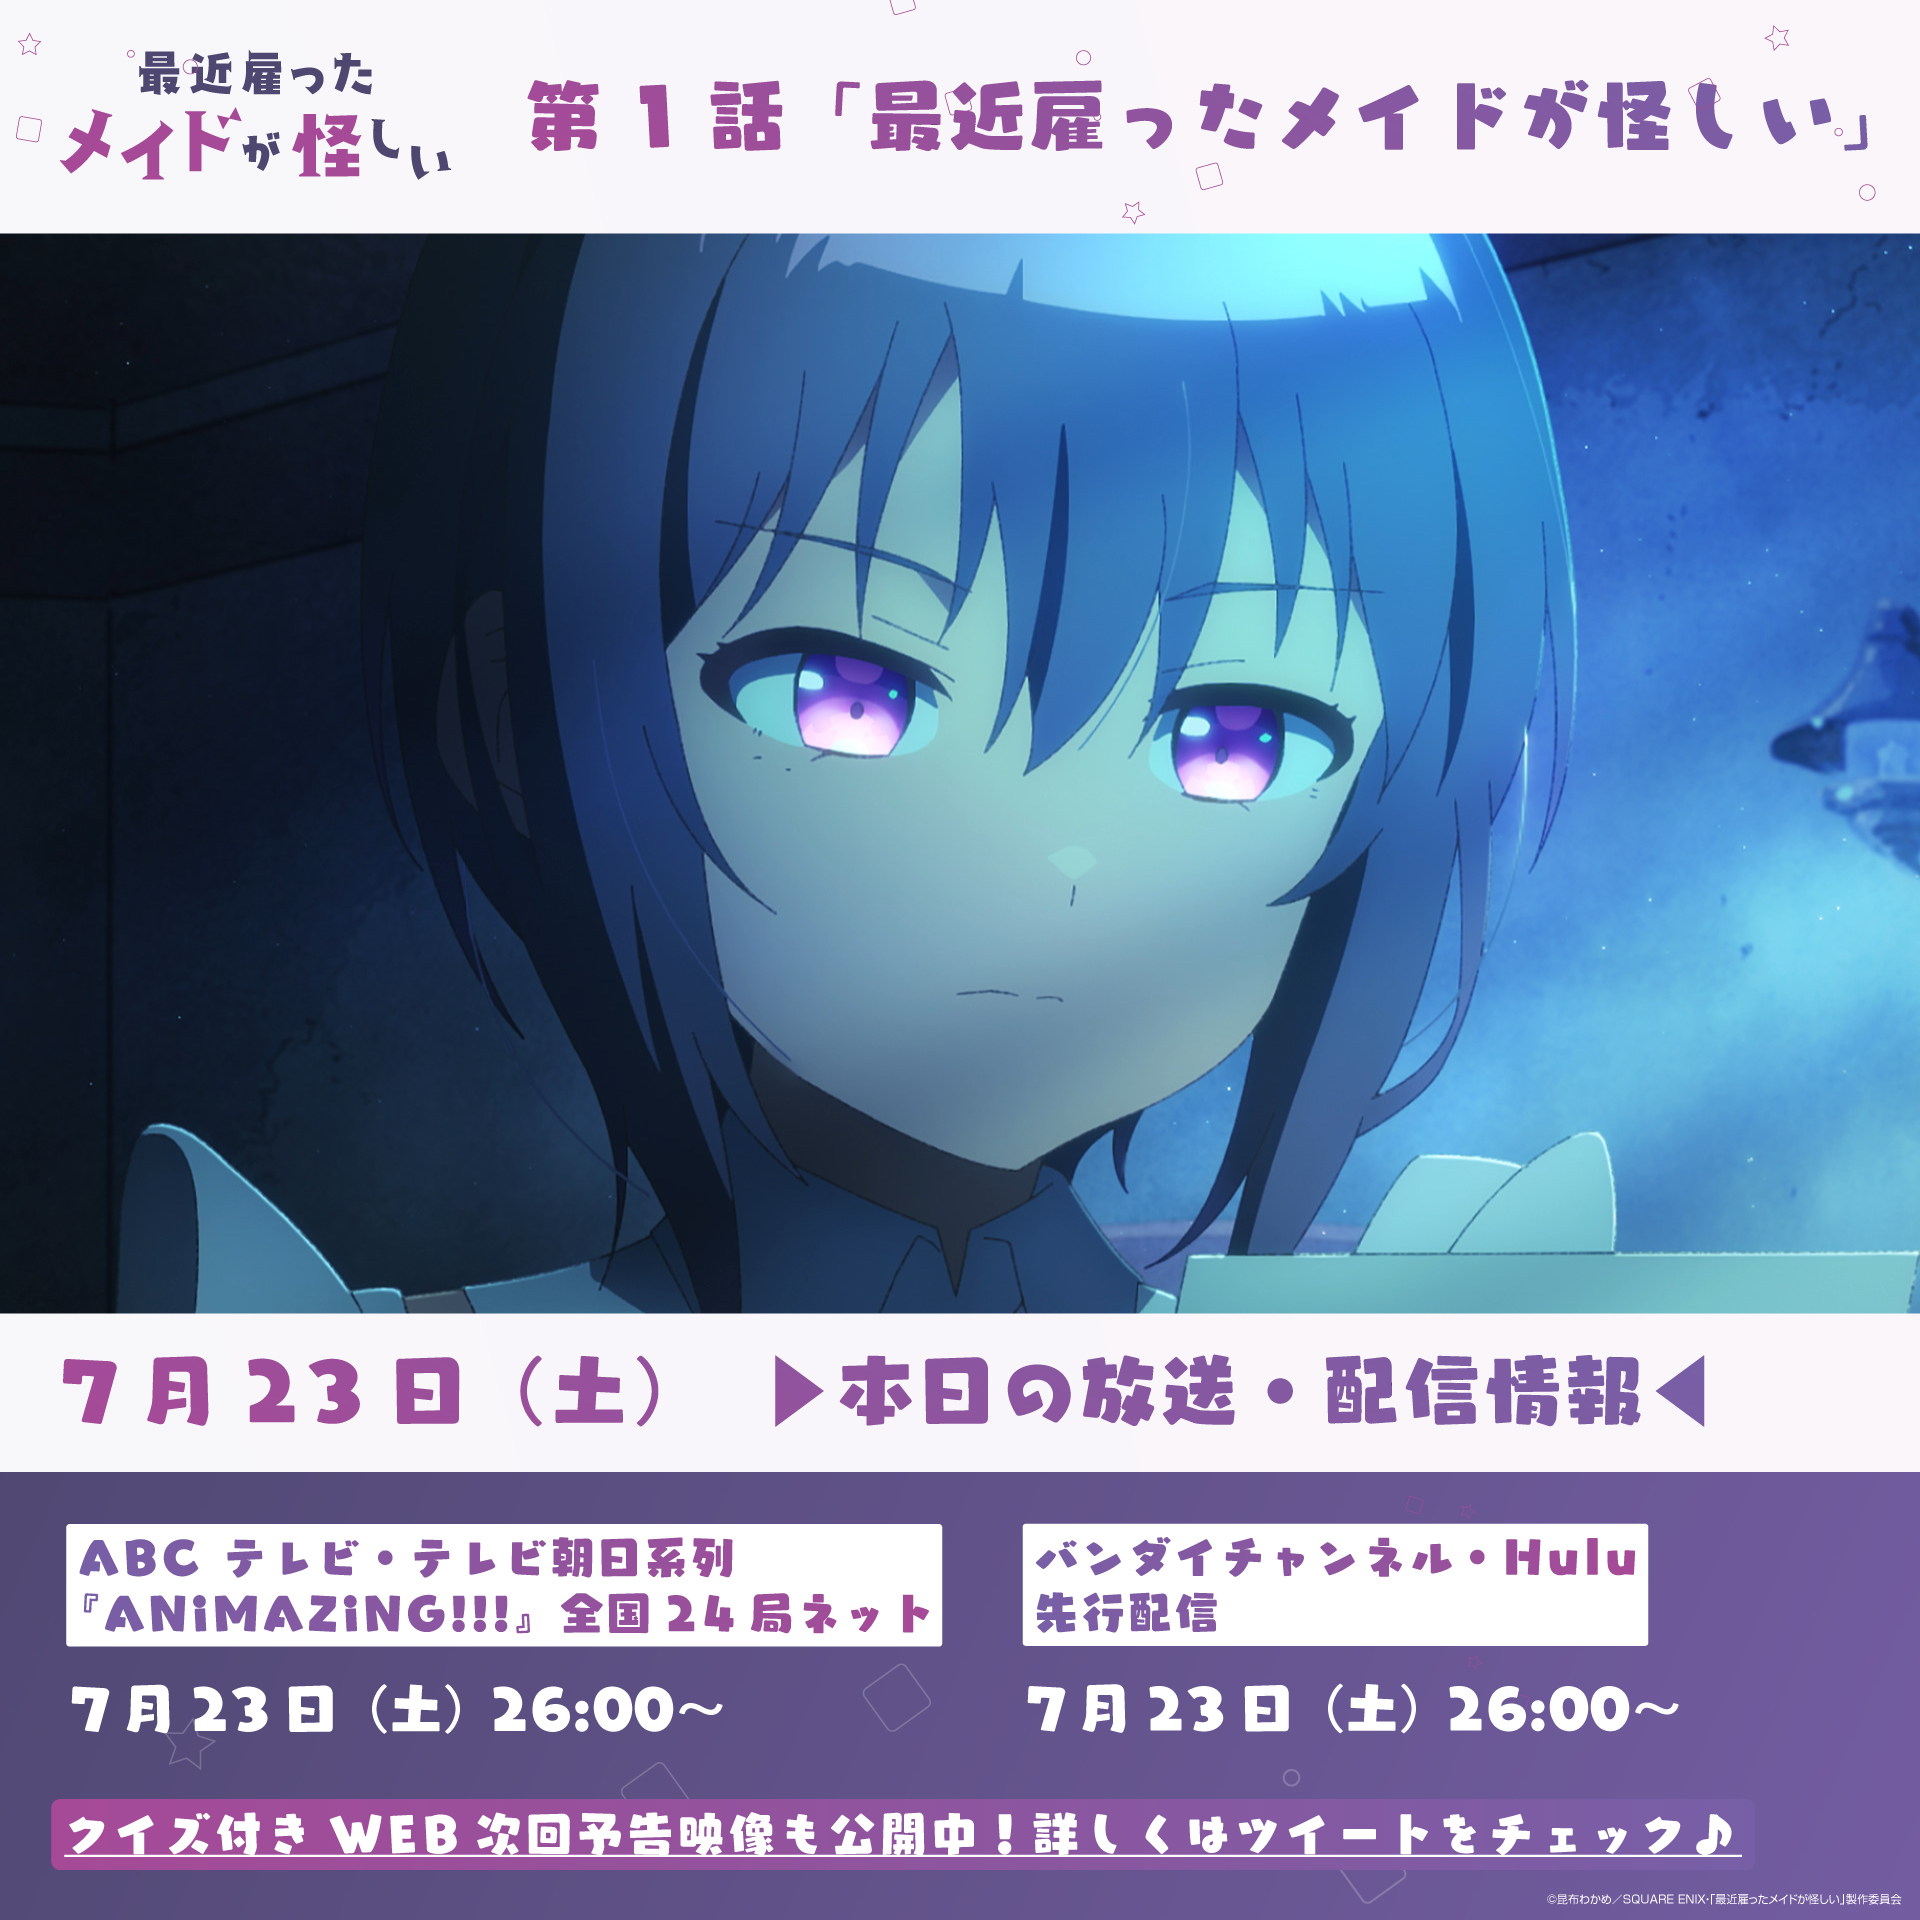 最近雇った
メイドが怪しい
第1話「最近雇ったメイドが怪しい」
7月23日（土） ▶本日の放送・配信情報◀
ABC テレビ・テレビ朝日系列
『ANiMAZiNG!!!』全国24局ネット
7月23日（土）26:00～
バンダイチャンネル・Hulu
先行配信
7月23日（土）26:00～
クイズ付きWEB次回予告映像も公開中！詳しくはツイートをチェック♪
©昆布わかめ／SQUARE ENIX・「最近雇ったメイドが怪しい」製作委員会